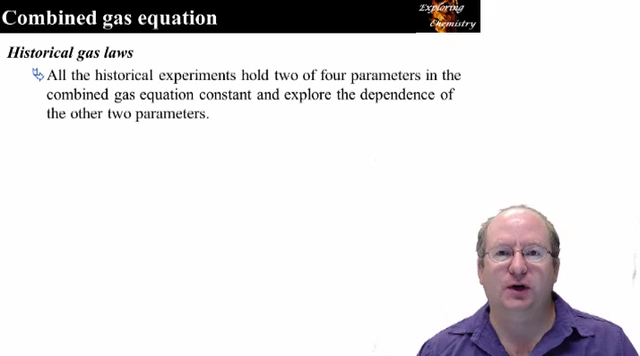 Combined gas equation
Exploring
Chemistry
Historical gas laws
All the historical experiments hold two of four parameters in the
combined gas equation constant and explore the dependence of
the other two parameters.